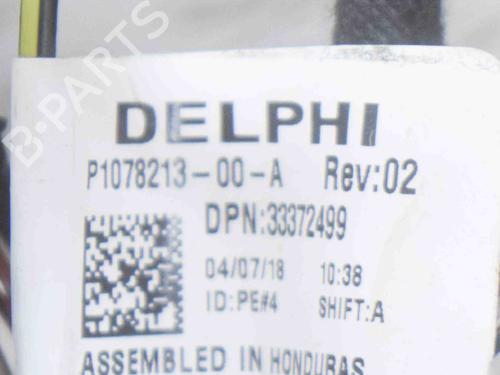 B-PARTS
DELPHI
P1078213-00-A Rev:02
DPN:33372499
04/07/18 10:38
ID:PE#4 SHIFT:A
ASSEMBLED IN HONDURAS